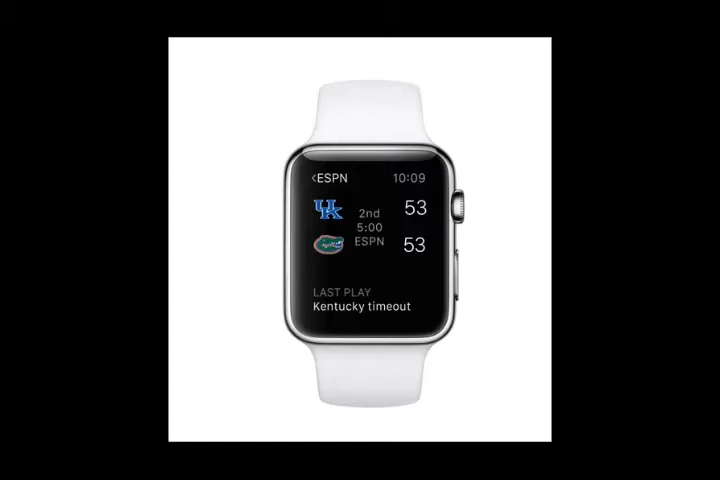 <ESPN 10:09
UK 53
2nd
5:00
ESPN
53
LAST PLAY
Kentucky timeout